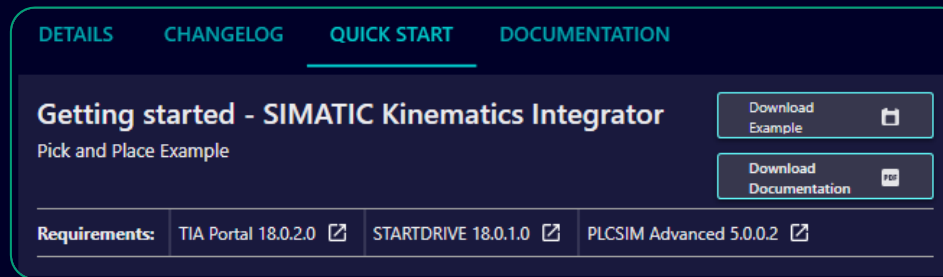 DETAILS CHANGELOG QUICK START DOCUMENTATION
Getting started - SIMATIC Kinematics Integrator
Pick and Place Example
Download
Example
Download
Documentation
PDF
Requirements: TIA Portal 18.0.2.0 STARTDRIVE 18.0.1.0 PLCSIM Advanced 5.0.0.2